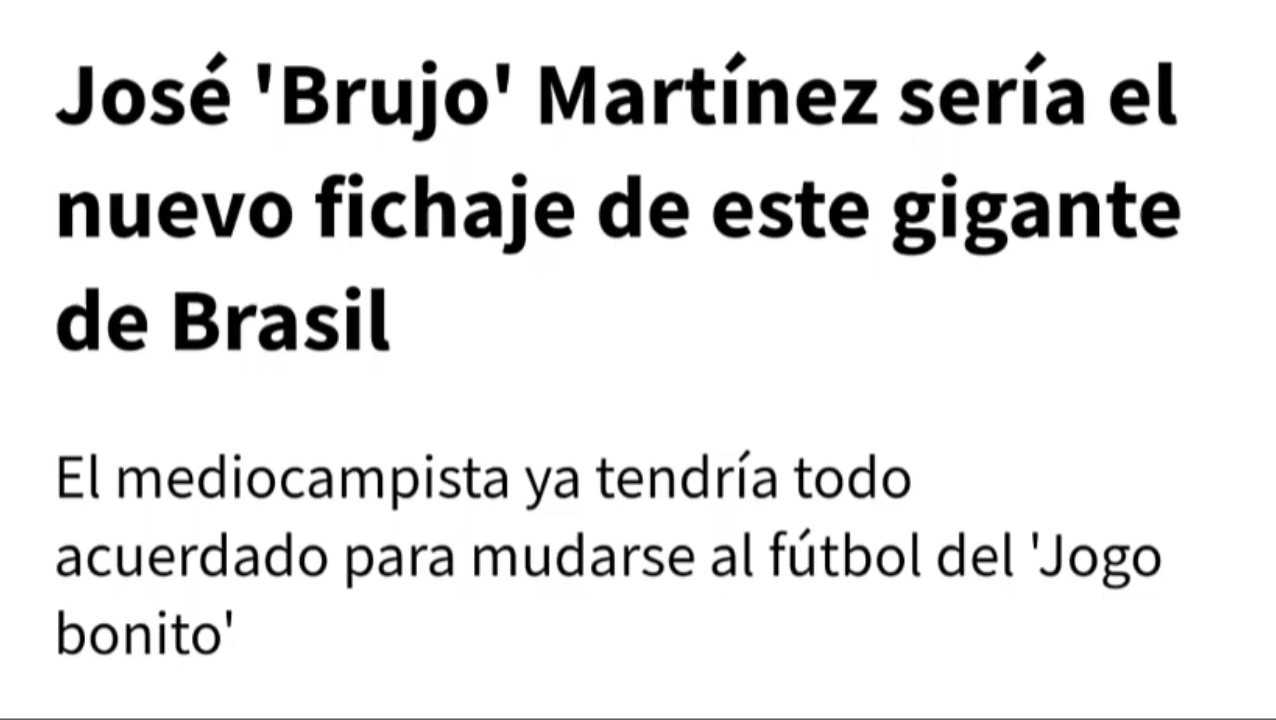 José 'Brujo' Martínez sería el
nuevo fichaje de este gigante
de Brasil
El mediocampista ya tendría todo
acuerdado para mudarse al fútbol del 'Jogo
bonito'